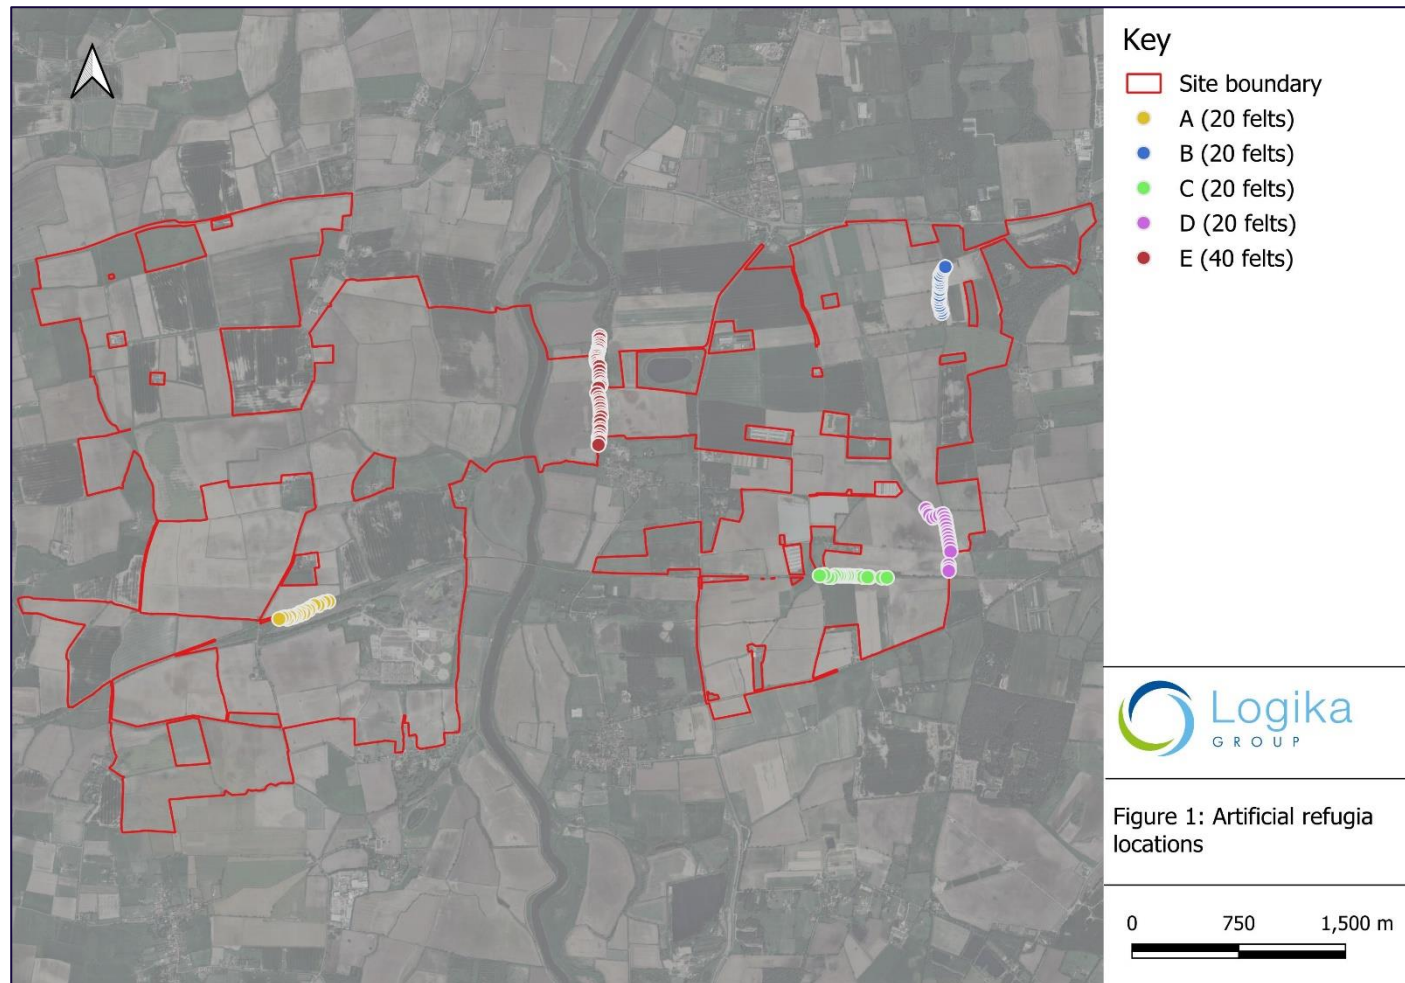 Key
Site boundary
A (20 felts)
B (20 felts)
C (20 felts)
D (20 felts)
E (40 felts)
Logika
GROUP
Figure 1: Artificial refugia
locations
0 750 1,500 m